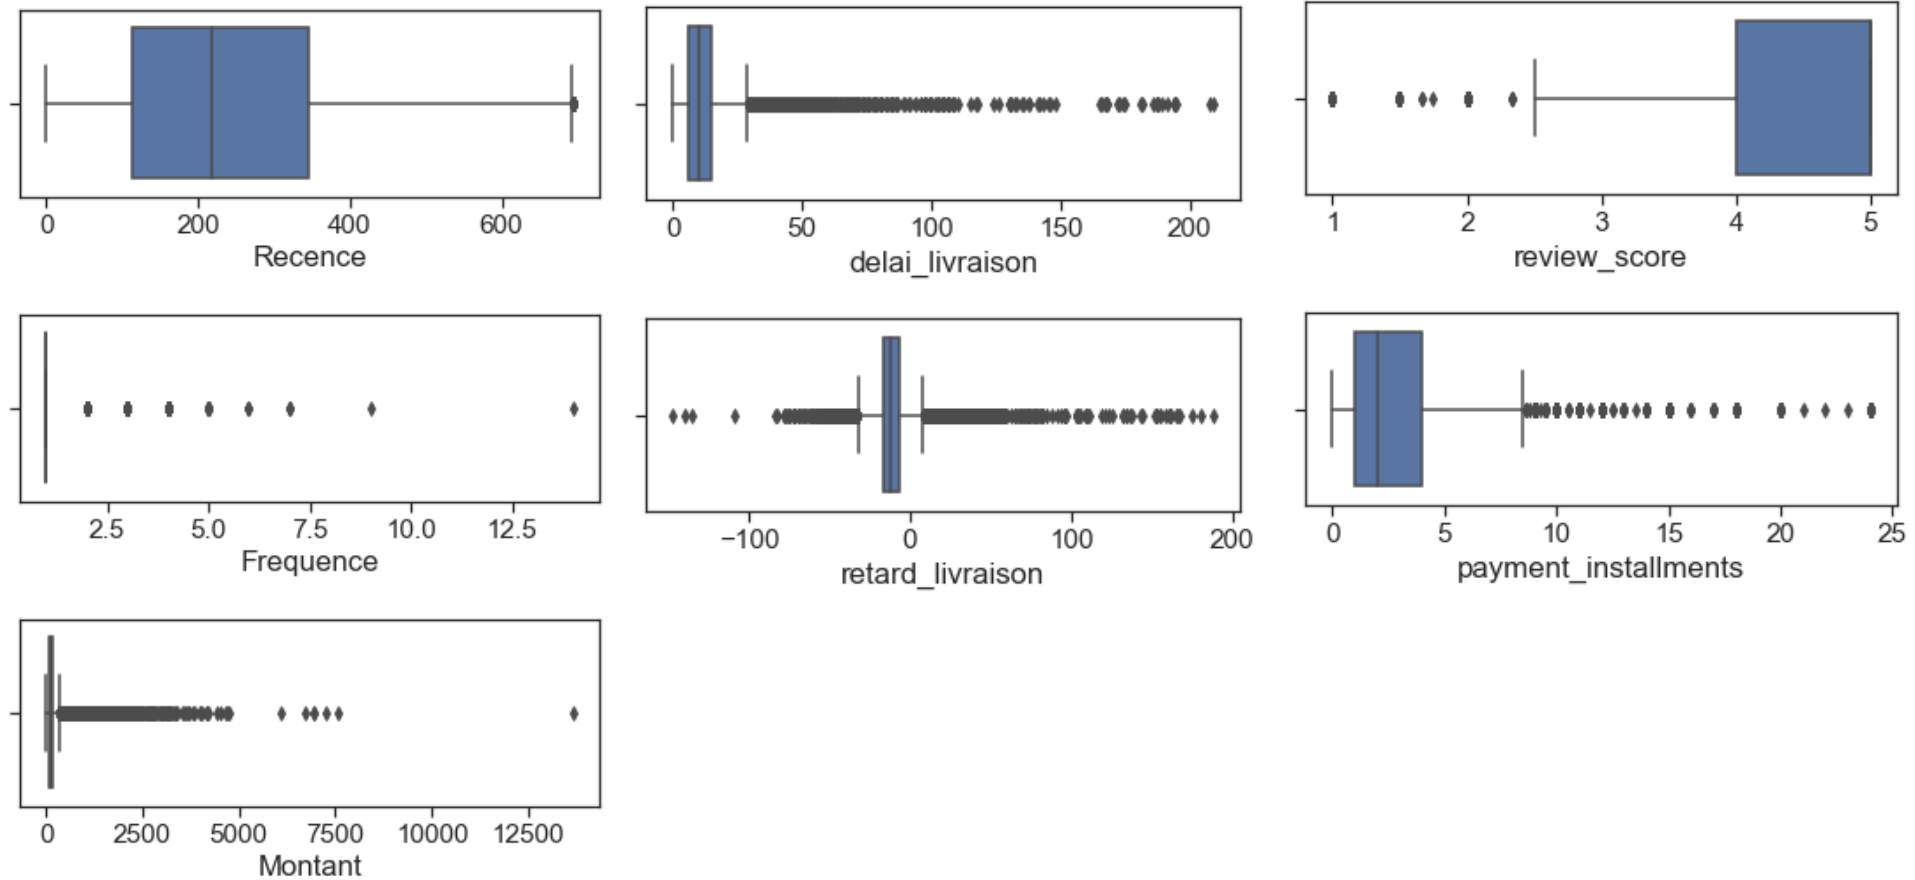 0 200 400 600
Recence
0 50 100 150 200
delai_livraison
1 2 3 4 5
review_score
2.5 5.0 7.5 10.0 12.5
Frequence
−100 0 100 200
retard_livraison
0 5 10 15 20 25
payment_installments
0 2500 5000 7500 10000 12500
Montant